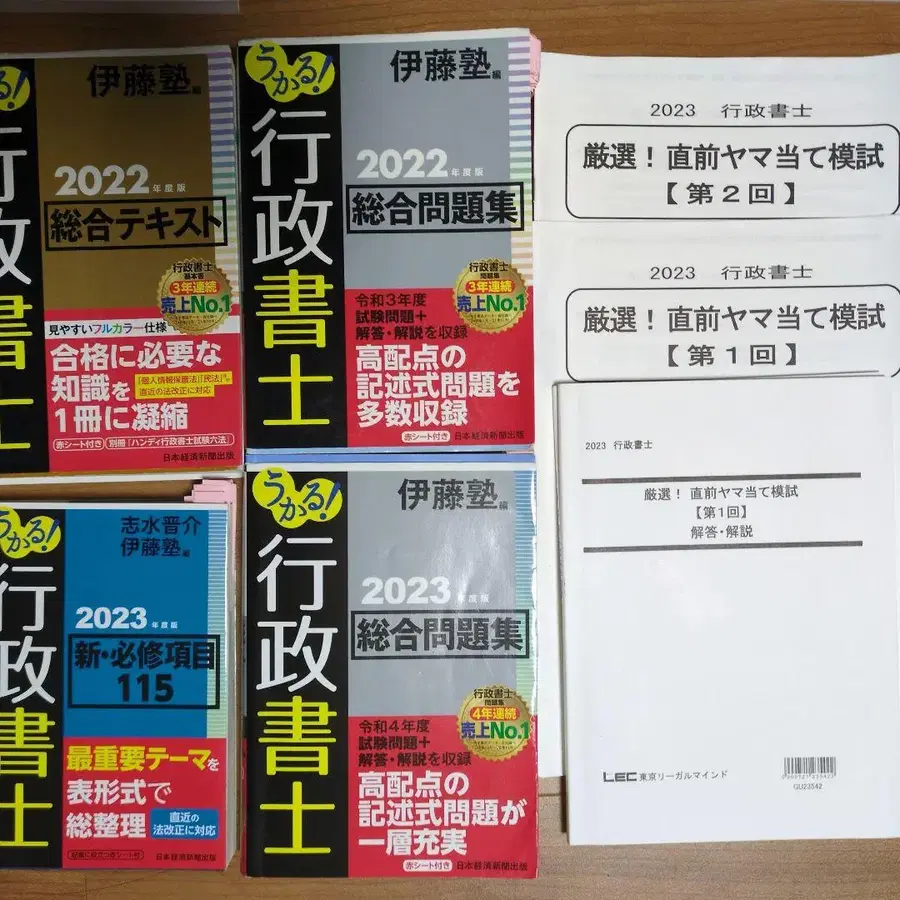 うかる!
行政書士
伊藤塾編
2022年度版
総合テキスト
行政書士
基本書
3年連続
売上No.1
見やすいフルカラー仕様
合格に必要な
知識を
1冊に凝縮
「個人情報保護法」「民法」等
直近の法改正に対応
赤シート付き
別冊「ハンディ行政書士試験六法」
日本経済新聞出版
うかる!
行政書士
伊藤塾編
2022年度版
総合問題集
行政書士
問題集
3年連続
売上No.1
令和3年度
試験問題+
解答・解説を収録
高配点の
記述式問題を
多数収録
赤シート付き
日本経済新聞出版
うかる!
行政書士
志水晋介
伊藤塾編
2023年度版
新・必修項目
115
最重要テーマを
表形式で
総整理
直近の
法改正に対応
日本経済新聞出版
うかる!
行政書士
伊藤塾編
2023年度版
総合問題集
行政書士
問題集
4年連続
売上No.1
令和4年度
試験問題+
解答・解説を収録
高配点の
記述式問題が
一層充実
赤シート付き
日本経済新聞出版
2023 行政書士
厳選!直前ヤマ当て模試
【第2回】
2023 行政書士
厳選!直前ヤマ当て模試
【第1回】
2023 行政書士
厳選!直前ヤマ当て模試
【第1回】
解答・解説
LEC東京リーガルマインド
GU23542